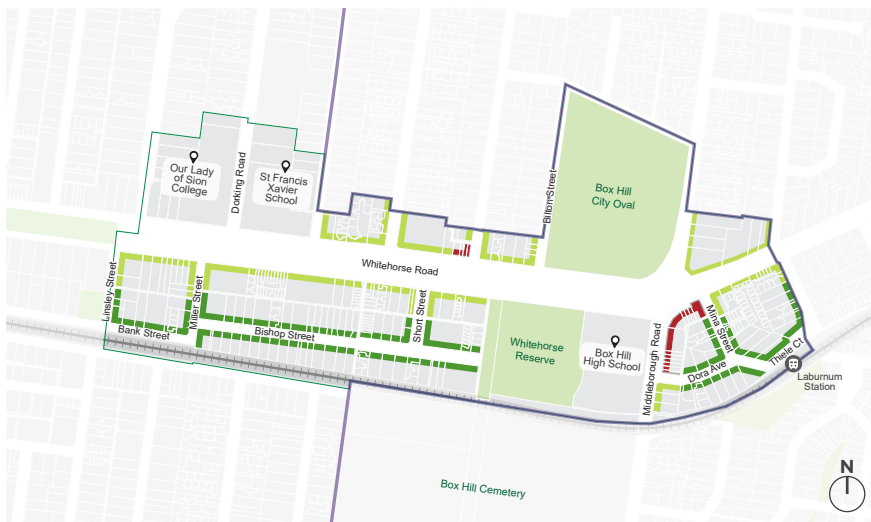 Our Lady
of Sion
College
Dorking Road
St Francis
Xavier
School
Bilton Street
Box Hill
City Oval
Whitehorse Road
Linsley Street
Miller Street
Short Street
Bank Street
Bishop Street
Whitehorse
Reserve
Box Hill
High School
Middleborough Road
Mina Street
Dora Ave
Thiele Ct
Laburnum
Station
Box Hill Cemetery
N